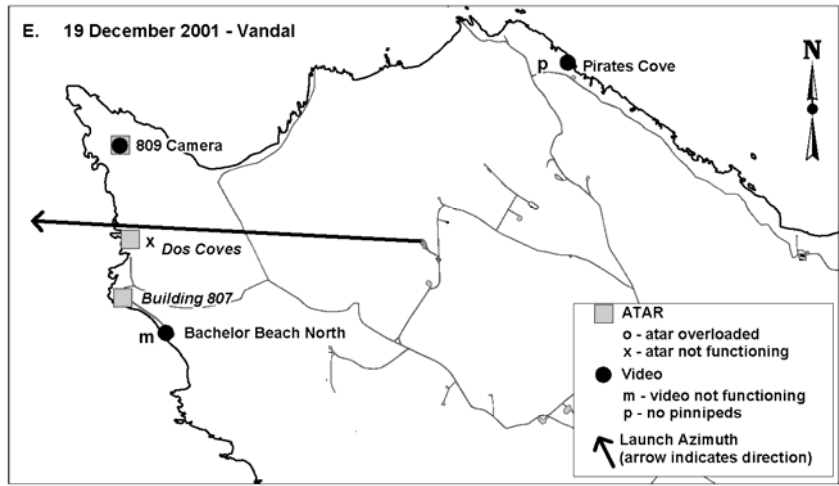 E. 19 December 2001 - Vandal
p
Pirates Cove
N
809 Camera
x Dos Coves
Building 807
m Bachelor Beach North
ATAR
o - atar overloaded
x - atar not functioning
Video
m - video not functioning
p - no pinnipeds
Launch Azimuth
(arrow indicates direction)